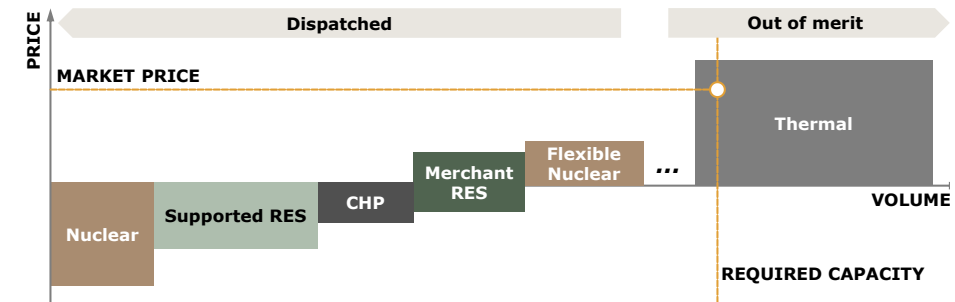 Dispatched
Out of merit
PRICE
MARKET PRICE
Thermal
Flexible
Nuclear
...
Merchant
RES
CHP
Supported RES
Nuclear
VOLUME
REQUIRED CAPACITY